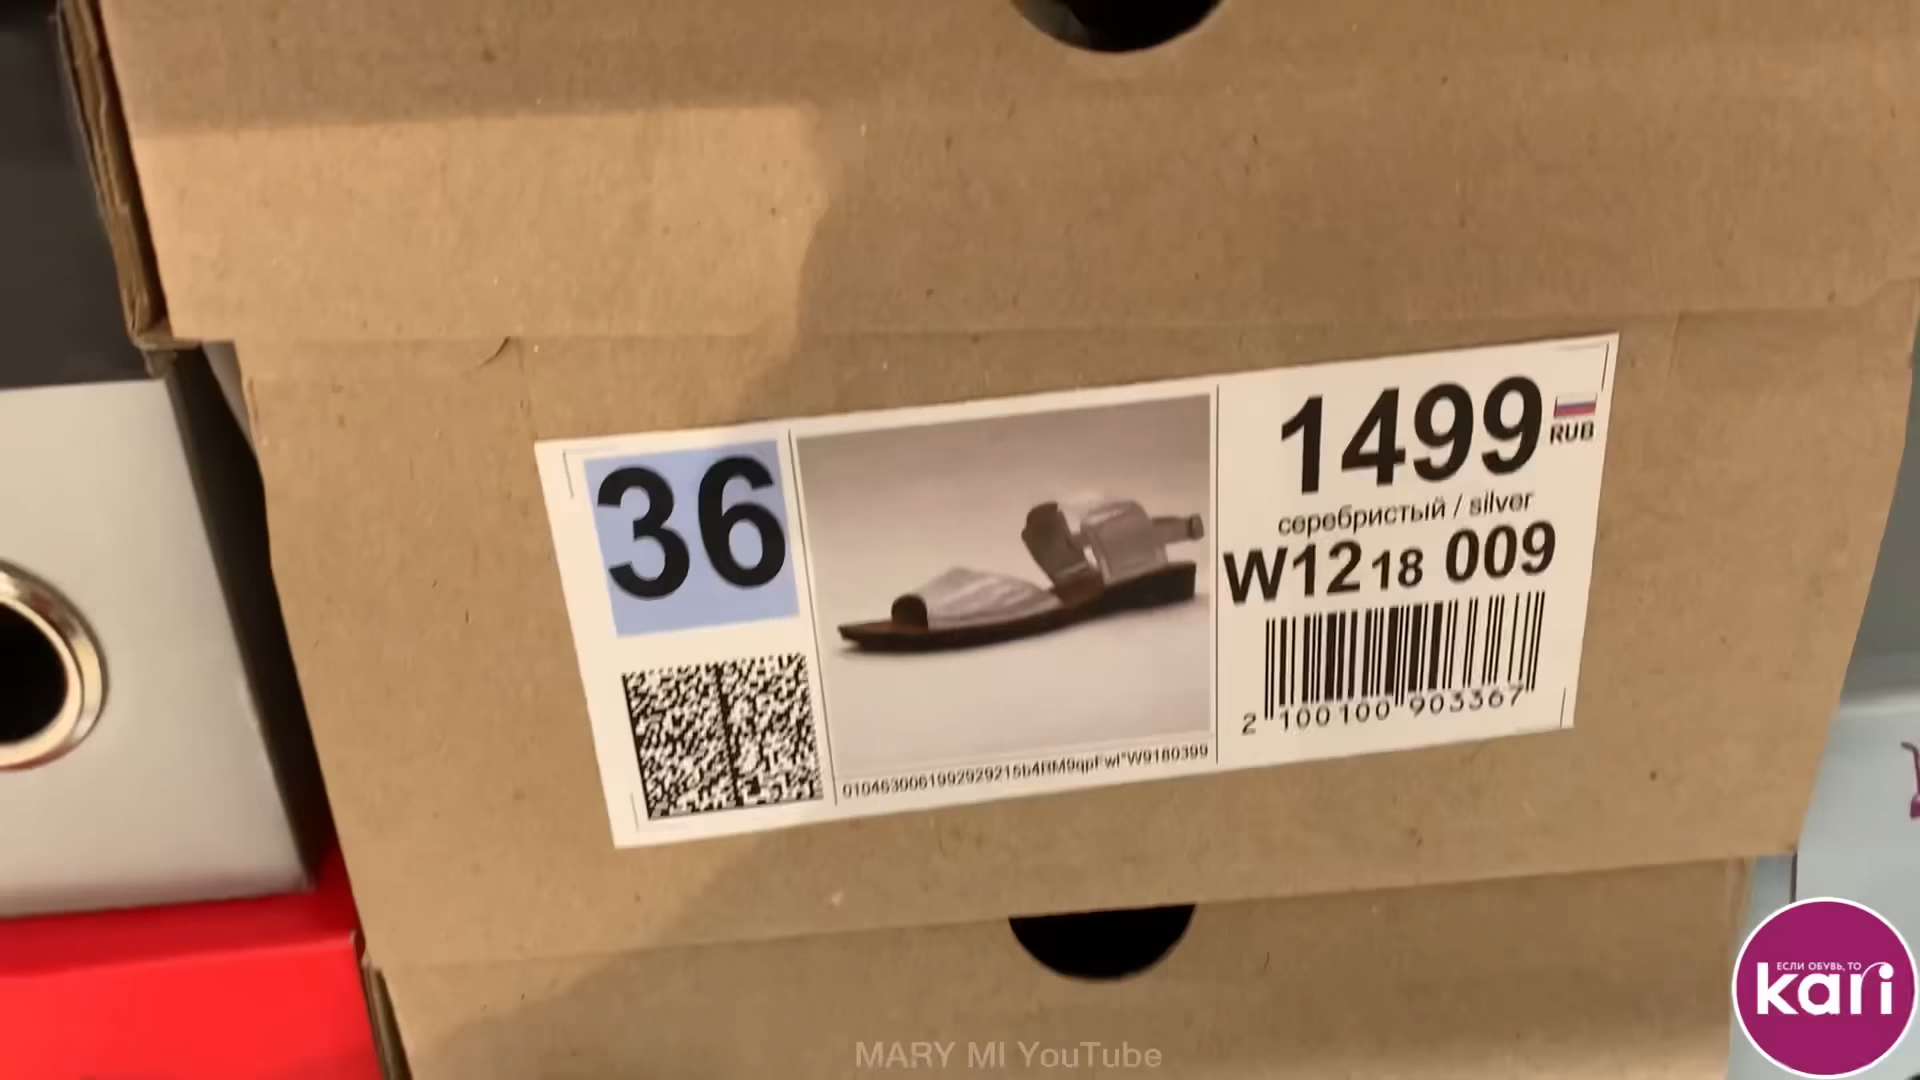 36
1499
RUB
серебристый / silver
W12 18 009
2 100100 903367
ЕСЛИ ОБУВЬ, ТО
kari
MARY MI YouTube